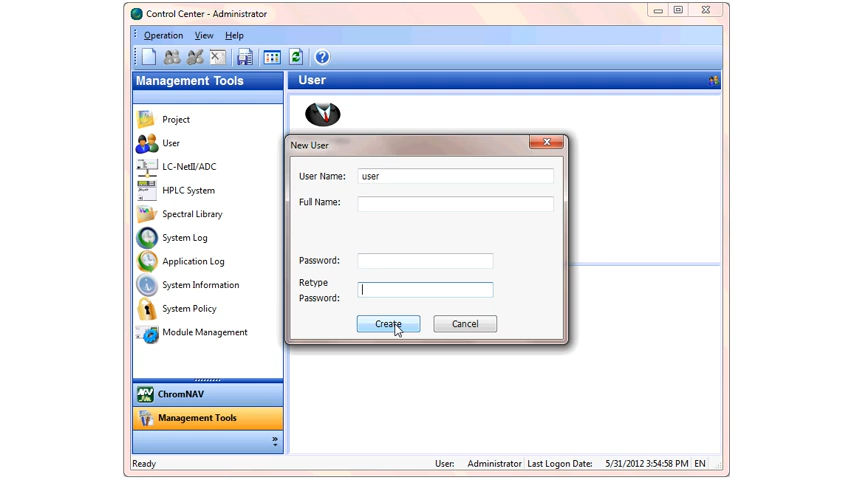 Control Center - Administrator
Operation View Help
Management Tools
User
Project
User
LC-NetII/ADC
HPLC System
Spectral Library
System Log
Application Log
System Information
System Policy
Module Management
ChromNAV
Management Tools
New User
User Name: user
Full Name:
Password:
Retype
Password:
Create Cancel
Ready User: Administrator Last Logon Date: 5/31/2012 3:54:58 PM EN